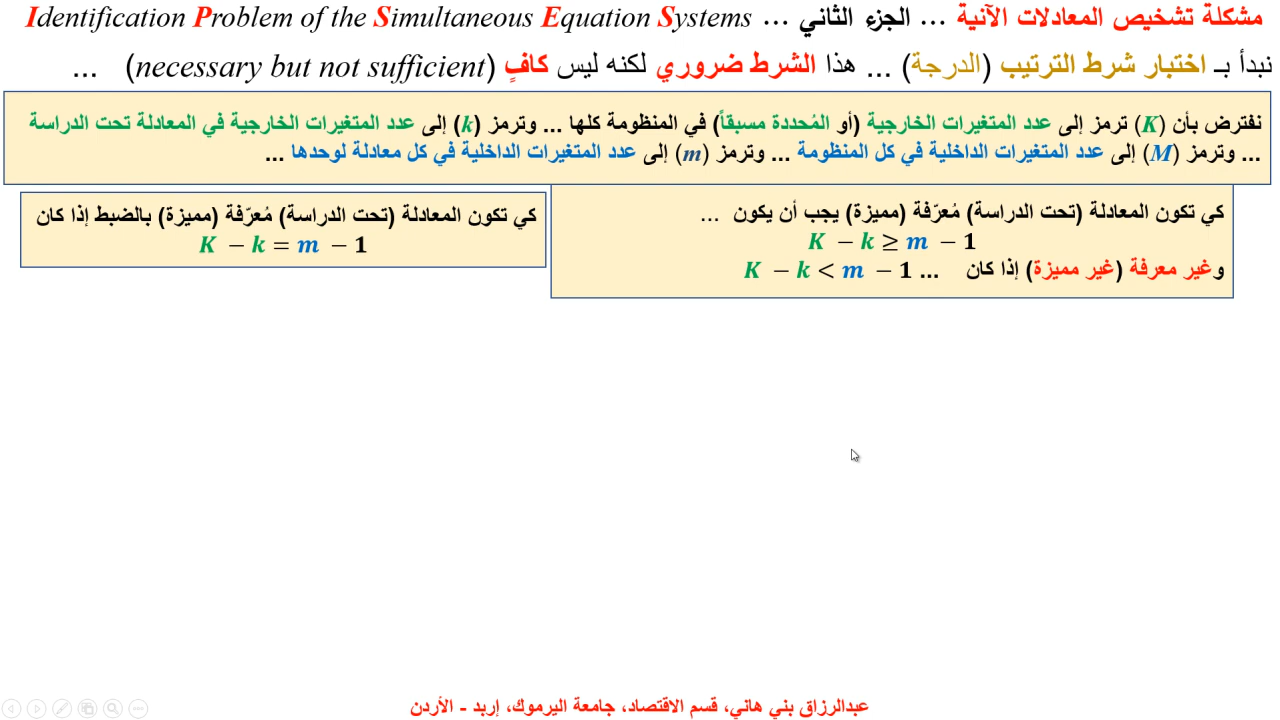 مشكلة تشخيص المعادلات الآنية ... الجزء الثاني ... Identification Problem of the Simultaneous Equation Systems
نبدأ بـ اختبار شرط الترتيب (الدرجة) ... هذا الشرط ضروري لكنه ليس كافٍ (necessary but not sufficient) ...
نفترض بأن (K) ترمز إلى عدد المتغيرات الخارجية (أو المُحددة مسبقاً) في المنظومة كلها ... وترمز (k) إلى عدد المتغيرات الخارجية في المعادلة تحت الدراسة
... وترمز (M) إلى عدد المتغيرات الداخلية في كل المنظومة ... وترمز (m) إلى عدد المتغيرات الداخلية في كل معادلة لوحدها ...
كي تكون المعادلة (تحت الدراسة) مُعرّفة (مميزة) يجب أن يكون ...
K − k ≥ m − 1
وغير معرفة (غير مميزة) إذا كان K − k < m − 1 ...
كي تكون المعادلة (تحت الدراسة) مُعرّفة (مميزة) بالضبط إذا كان
K − k = m − 1
عبدالرزاق بني هاني، قسم الاقتصاد، جامعة اليرموك، إربد - الأردن